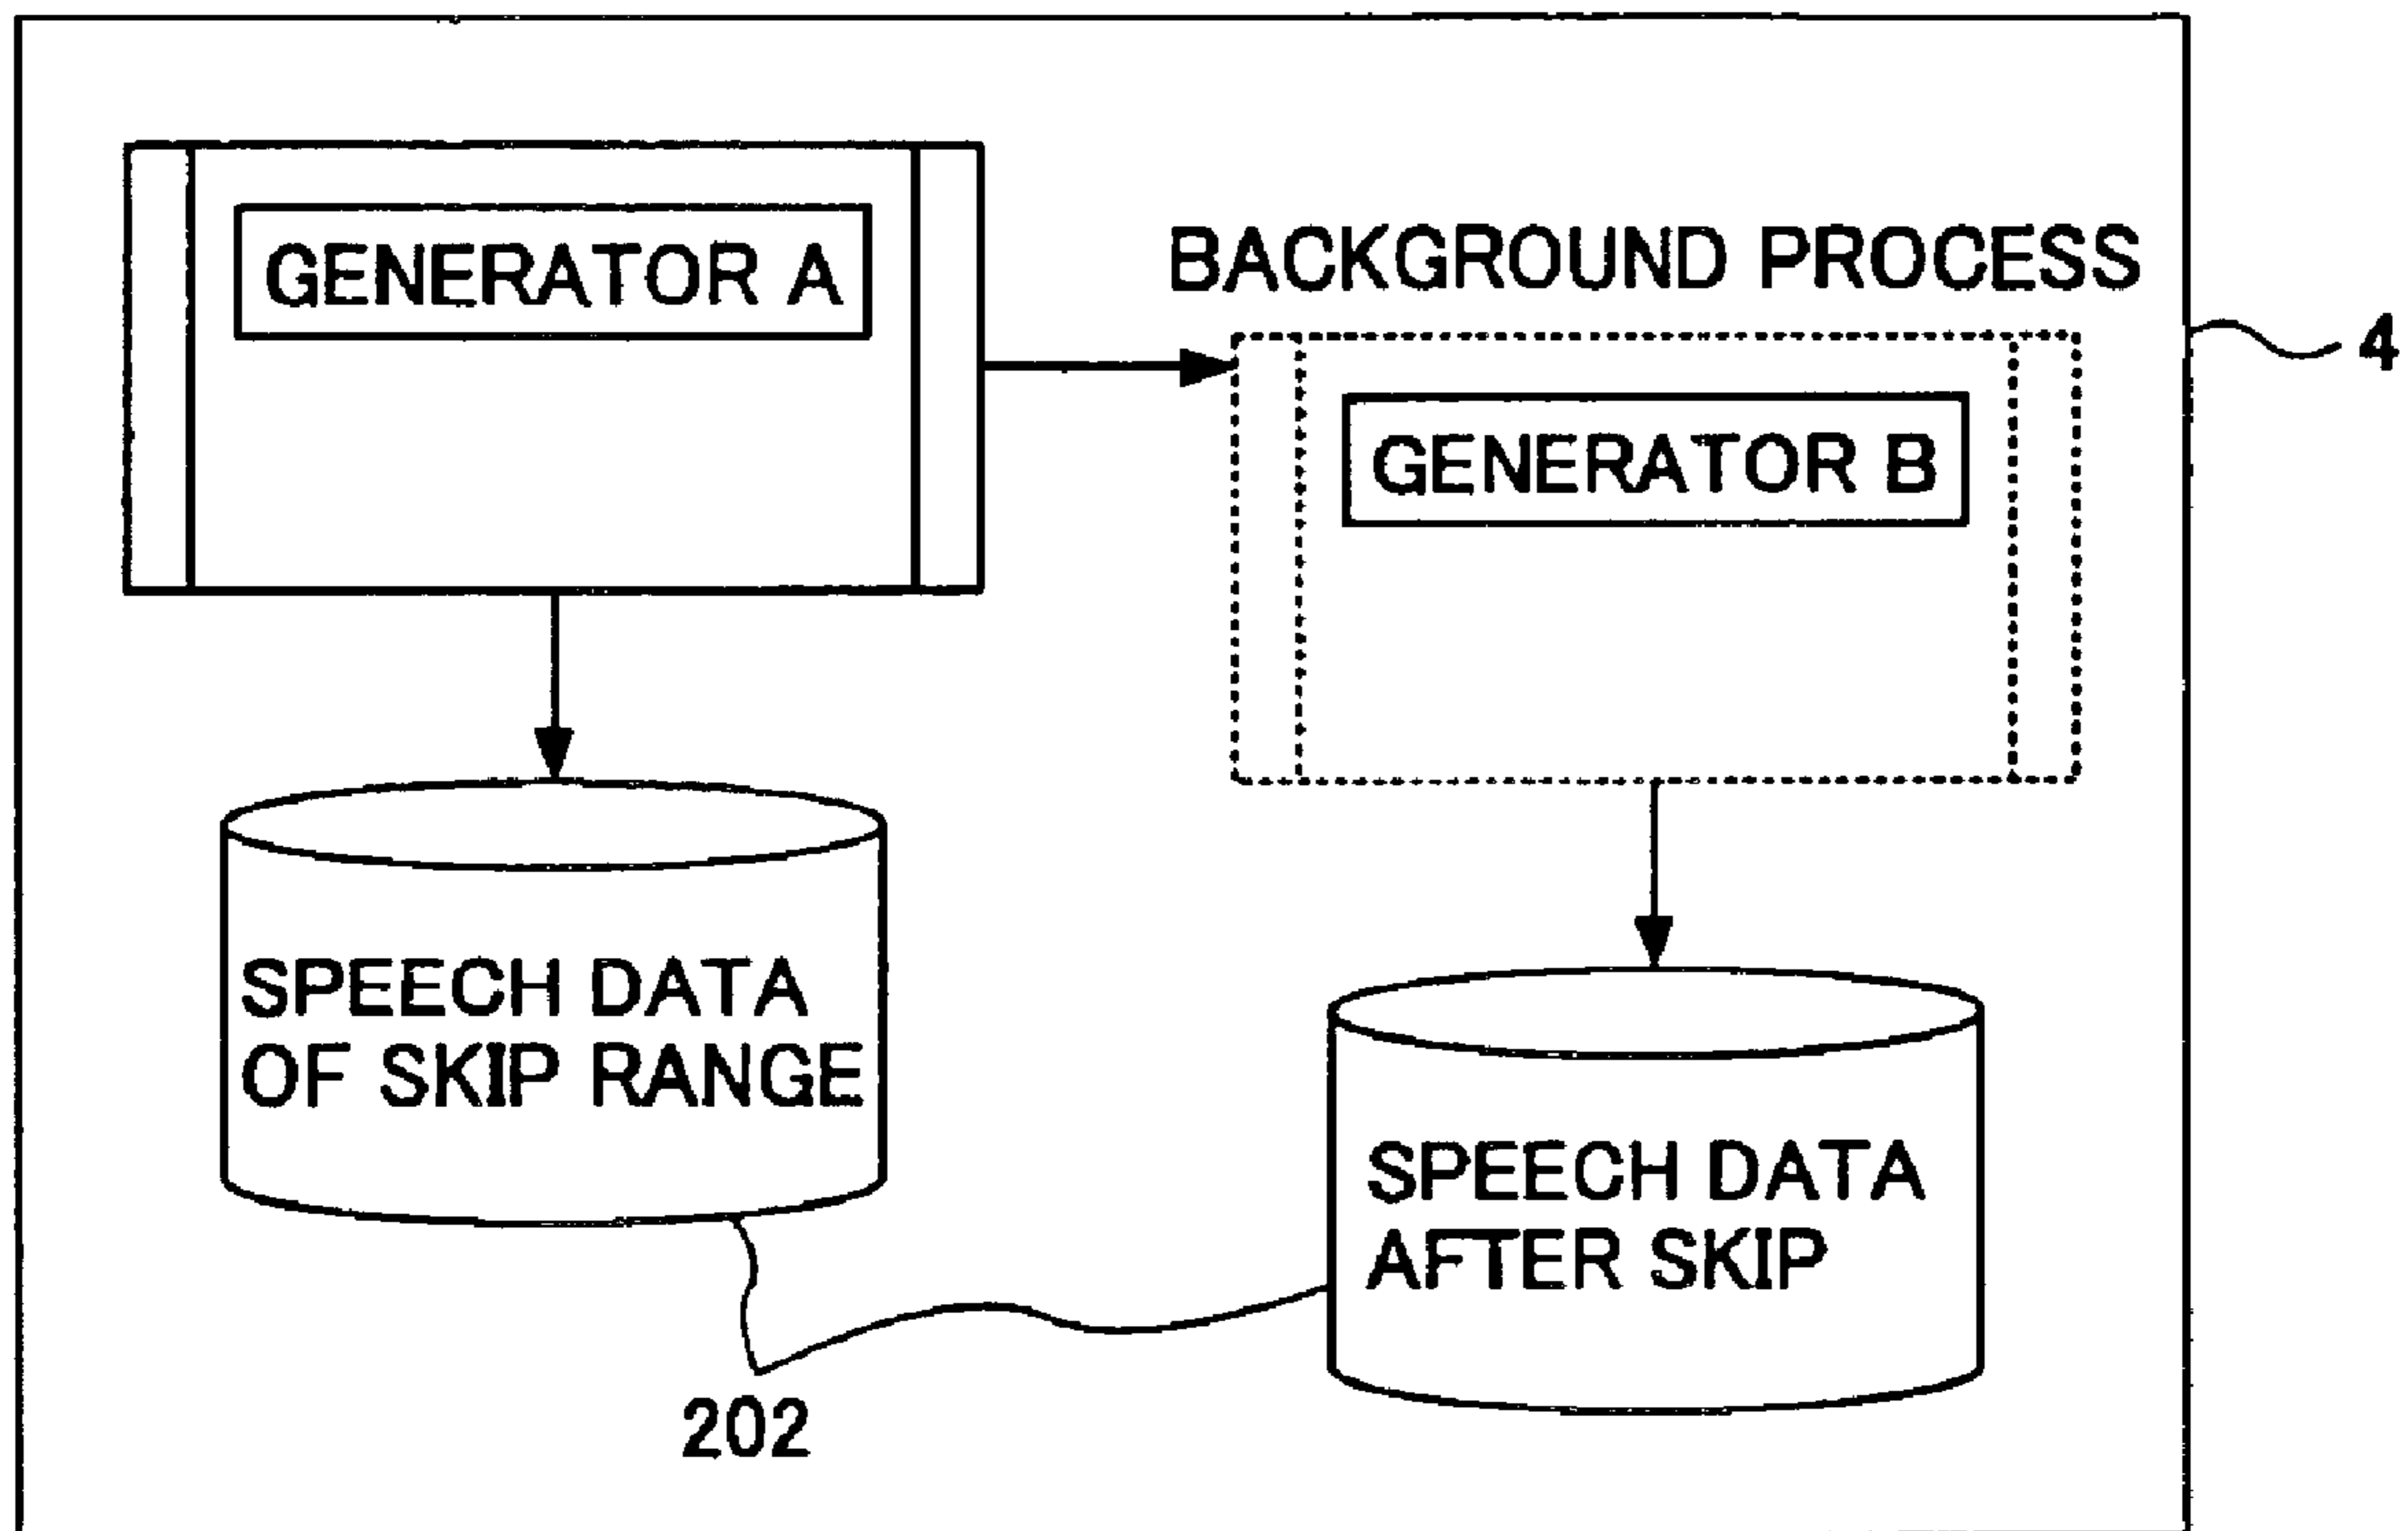 GENERATOR A
BACKGROUND PROCESS
4
GENERATOR B
SPEECH DATA
OF SKIP RANGE
SPEECH DATA
AFTER SKIP
202